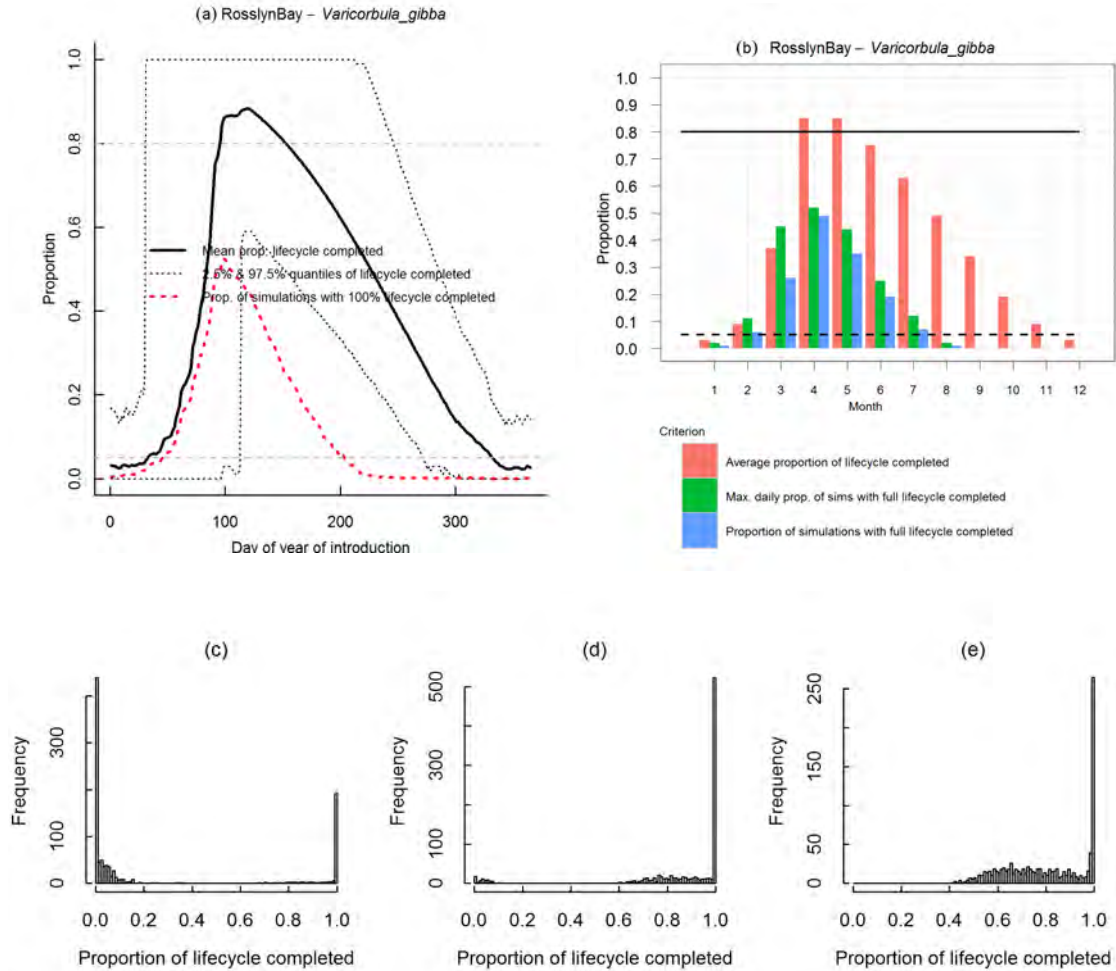 (a) RosslynBay – Varicorbula_gibba
1.0
0.8
0.6
0.4
0.2
0.0
Proportion
Mean prop. lifecycle completed
2.5% & 97.5% quantiles of lifecycle completed
Prop. of simulations with 100% lifecycle completed
0 100 200 300
Day of year of introduction
(b) RosslynBay – Varicorbula_gibba
1.0
0.9
0.8
0.7
0.6
0.5
0.4
0.3
0.2
0.1
0.0
Proportion
1 2 3 4 5 6 7 8 9 10 11 12
Month
Criterion
Average proportion of lifecycle completed
Max. daily prop. of sims with full lifecycle completed
Proportion of simulations with full lifecycle completed
(c)
Frequency
300
100
0
0.0 0.2 0.4 0.6 0.8 1.0
Proportion of lifecycle completed
(d)
Frequency
500
300
100
0
0.0 0.2 0.4 0.6 0.8 1.0
Proportion of lifecycle completed
(e)
Frequency
250
150
50
0
0.0 0.2 0.4 0.6 0.8 1.0
Proportion of lifecycle completed